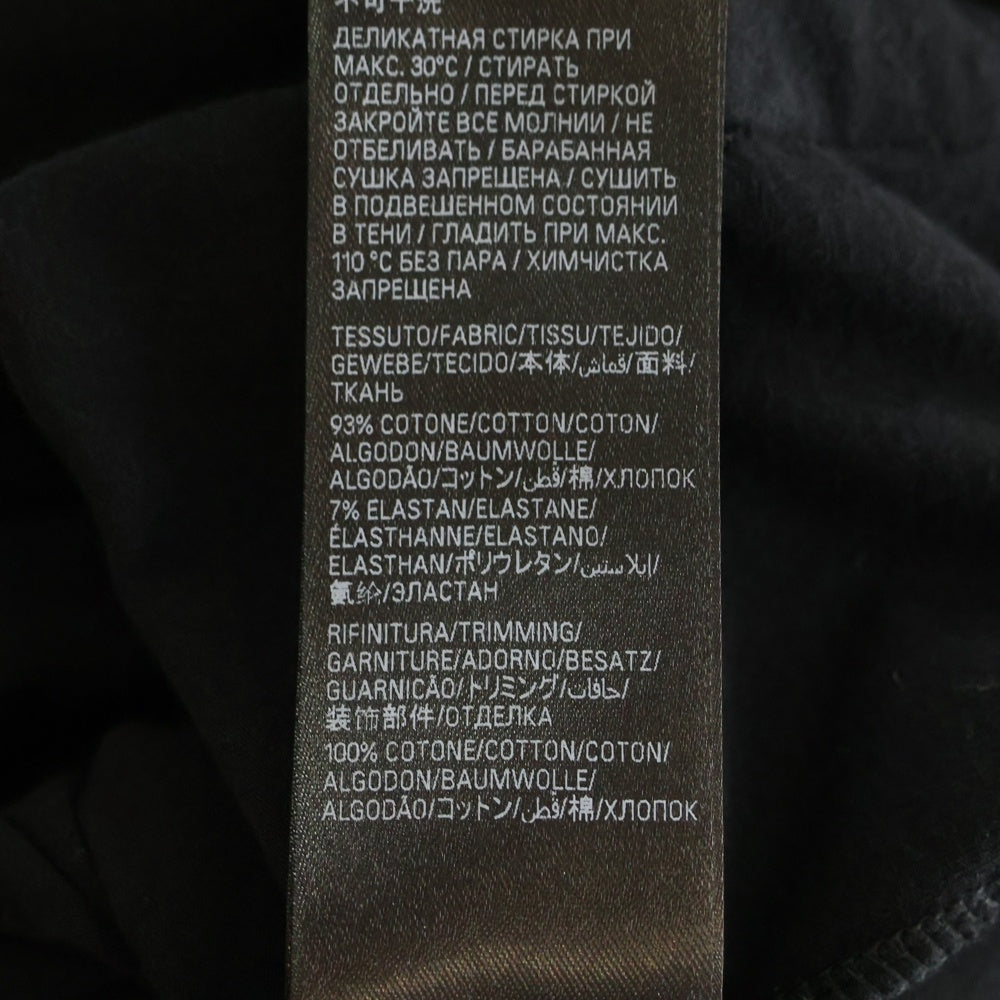 不可干洗
ДЕЛИКАТНАЯ СТИРКА ПРИ
МАКС. 30°C / СТИРАТЬ
ОТДЕЛЬНО / ПЕРЕД СТИРКОЙ
ЗАКРОЙТЕ ВСЕ МОЛНИИ / НЕ
ОТБЕЛИВАТЬ / БАРАБАННАЯ
СУШКА ЗАПРЕЩЕНА / СУШИТЬ
В ПОДВЕШЕННОМ СОСТОЯНИИ
В ТЕНИ / ГЛАДИТЬ ПРИ МАКС.
110 °C БЕЗ ПАРА / ХИМЧИСТКА
ЗАПРЕЩЕНА
TESSUTO/FABRIC/TISSU/TEJIDO/
GEWEBE/TECIDO/本体/قماش/面料/
ТКАНЬ
93% COTONE/COTTON/COTON/
ALGODON/BAUMWOLLE/
ALGODÃO/コットン/قطن/棉/ХЛОПОК
7% ELASTAN/ELASTANE/
ÉLASTHANNE/ELASTANO/
ELASTHAN/ポリウレタン/إيلاستين/
氨纶/ЭЛАСТАН
RIFINITURA/TRIMMING/
GARNITURE/ADORNO/BESATZ/
GUARNICÃO/トリミング/حافات/
装饰部件/ОТДЕЛКА
100% COTONE/COTTON/COTON/
ALGODON/BAUMWOLLE/
ALGODÃO/コットン/قطن/棉/ХЛОПОК